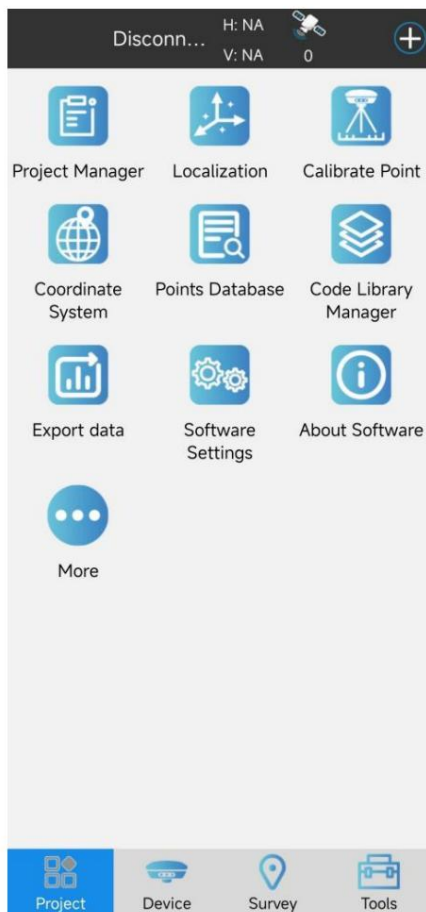 Disconn...
H: NA
V: NA
0
Project Manager
Localization
Calibrate Point
Coordinate
System
Points Database
Code Library
Manager
Export data
Software
Settings
About Software
More
Project
Device
Survey
Tools